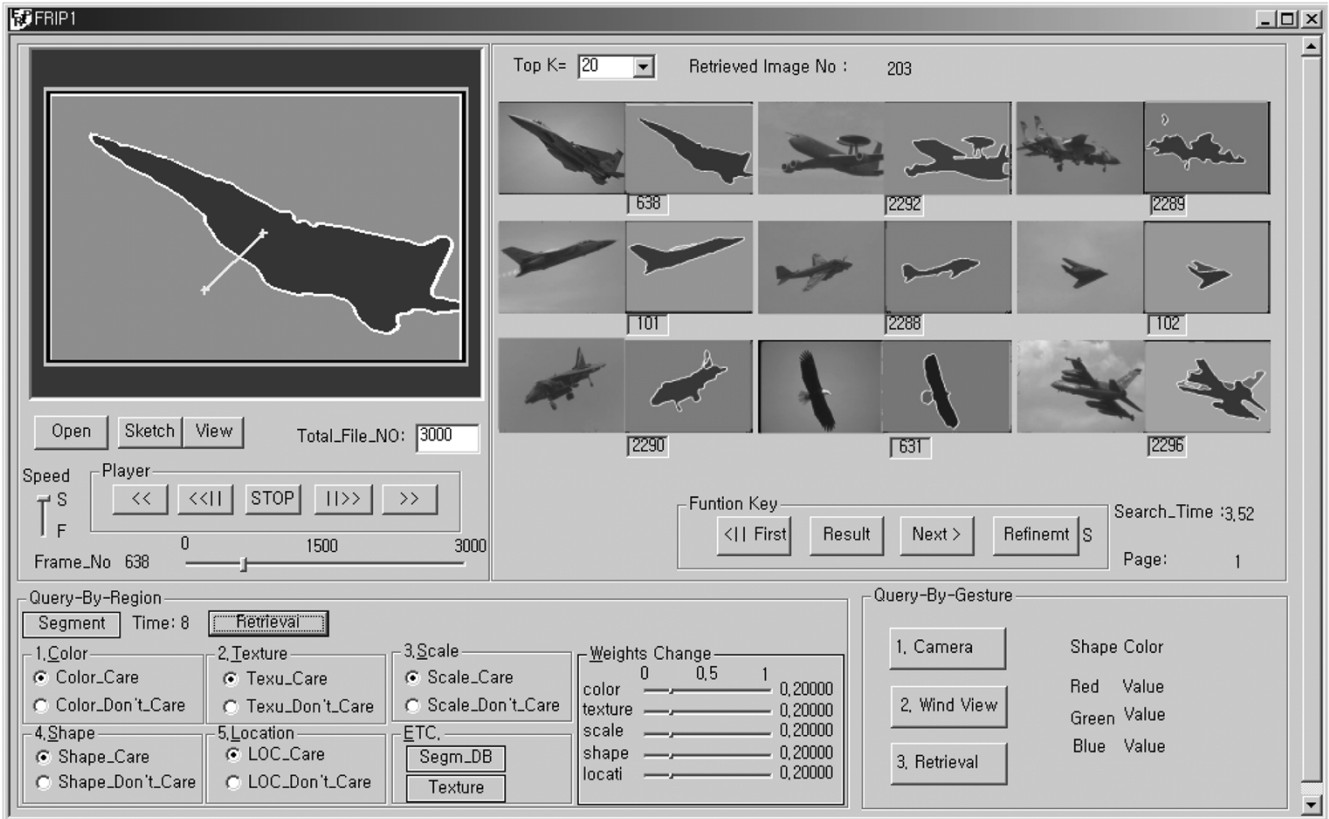 FRIP1
Top K= 20 Retrieved Image No : 203
638 2292 2289
101 2288 102
2290 631 2296
Open Sketch View Total_File_NO: 3000
Speed
S
F
Player
<< <<|| STOP ||>> >>
0 1500 3000
Frame_No 638
Funtion Key
<|| First Result Next > Refinemt S
Search_Time :3,52
Page: 1
Query-By-Region
Segment Time: 8 Retrieval
1,Color
Color_Care
Color_Don't_Care
2,Texture
Texu_Care
Texu_Don't_Care
3,Scale
Scale_Care
Scale_Don't_Care
4,Shape
Shape_Care
Shape_Don't_Care
5,Location
LOC_Care
LOC_Don't_Care
ETC,
Segm_DB
Texture
Weights Change
0 0,5 1
color 0,20000
texture 0,20000
scale 0,20000
shape 0,20000
locati 0,20000
Query-By-Gesture
1, Camera
2, Wind View
3, Retrieval
Shape Color
Red Value
Green Value
Blue Value